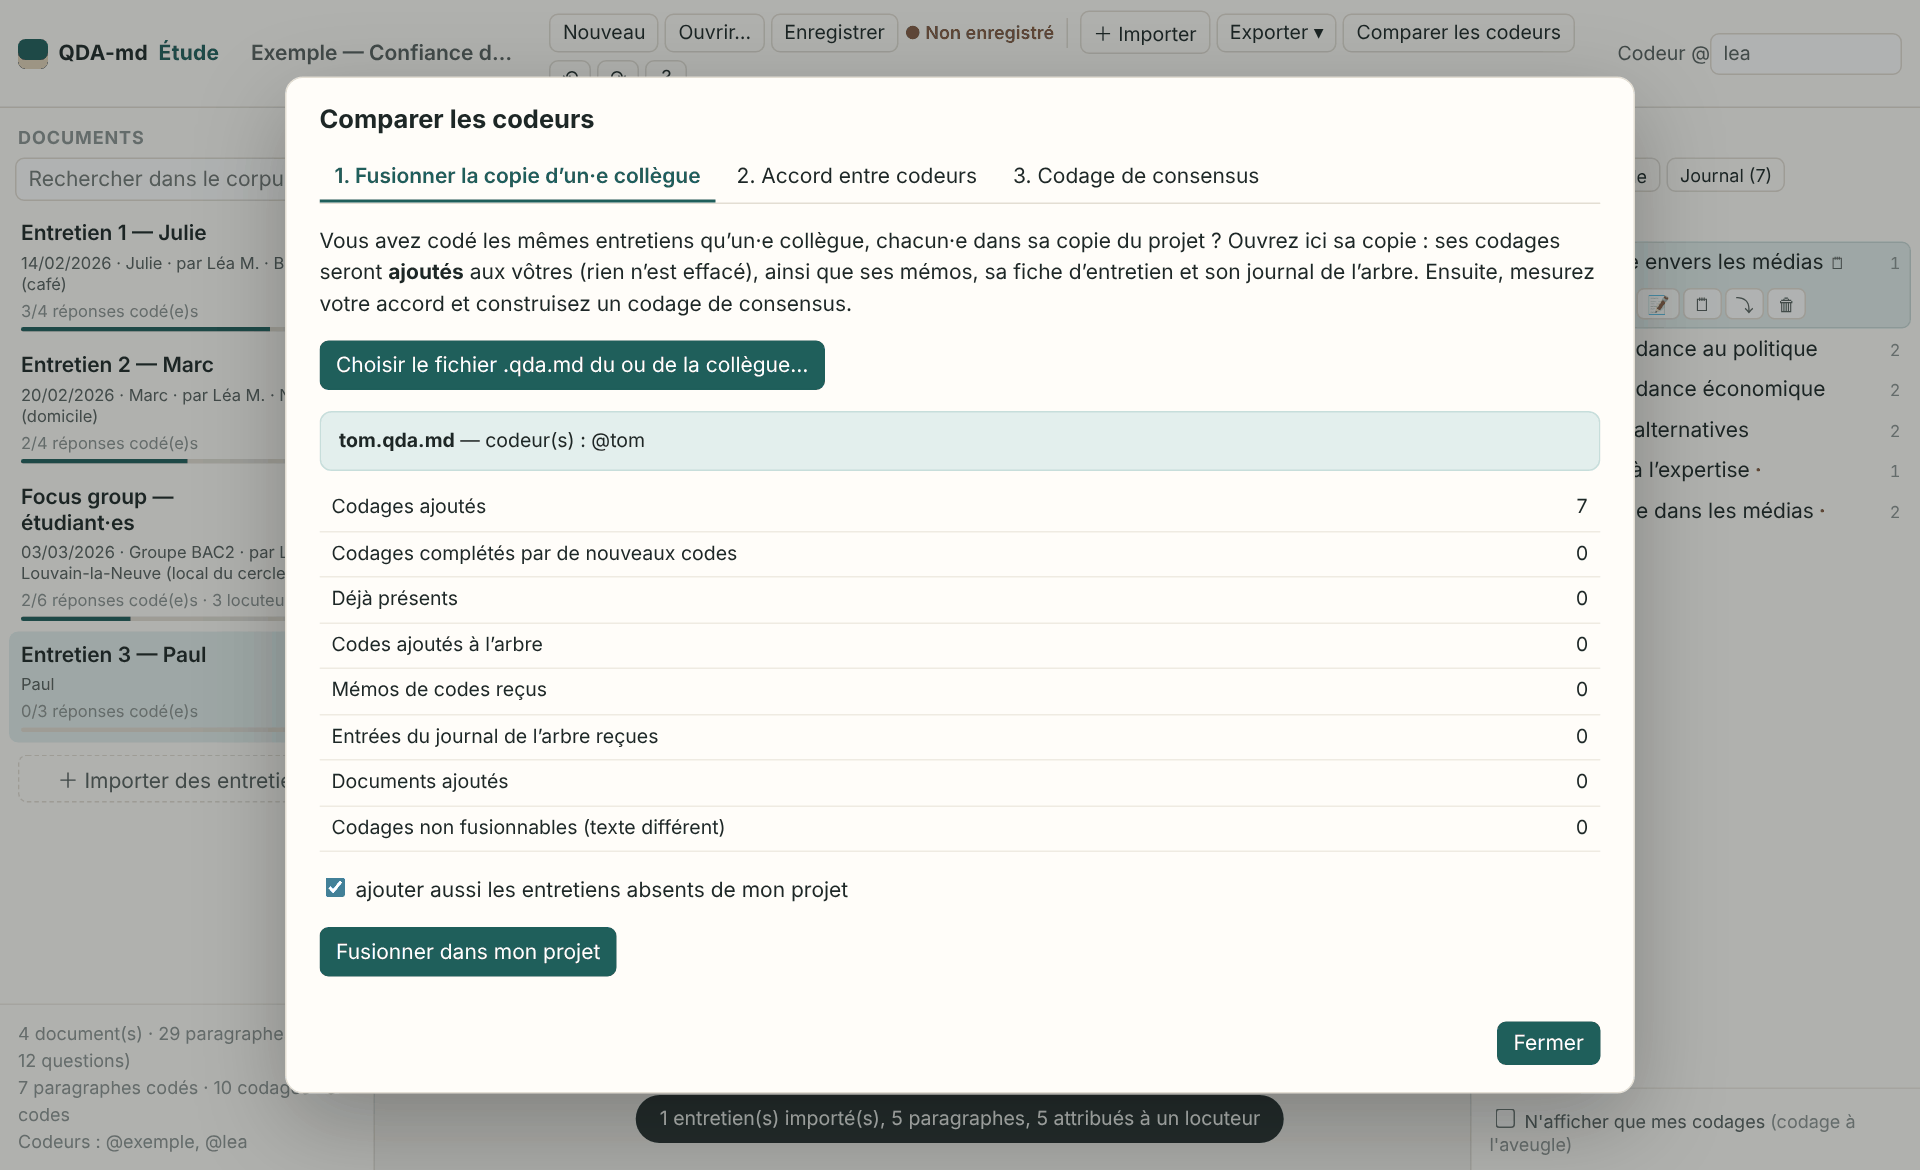 QDA-md Étude
Exemple — Confiance d...
Nouveau
Ouvrir...
Enregistrer
Non enregistré
+ Importer
Exporter ▾
Comparer les codeurs
Codeur @
lea
?
DOCUMENTS
Rechercher dans le corpu
Entretien 1 — Julie
14/02/2026 · Julie · par Léa M. · B
(café)
3/4 réponses codé(e)s
Entretien 2 — Marc
20/02/2026 · Marc · par Léa M. · N
(domicile)
2/4 réponses codé(e)s
Focus group —
étudiant·es
03/03/2026 · Groupe BAC2 · par L
Louvain-la-Neuve (local du cercle
2/6 réponses codé(e)s · 3 locuteu
Entretien 3 — Paul
Paul
0/3 réponses codé(e)s
+ Importer des entretie
4 document(s) · 29 paragraphe
12 questions)
7 paragraphes codés · 10 codag
codes
Codeurs : @exemple, @lea
Comparer les codeurs
1. Fusionner la copie d’un·e collègue
2. Accord entre codeurs
3. Codage de consensus
Vous avez codé les mêmes entretiens qu’un·e collègue, chacun·e dans sa copie du projet ? Ouvrez ici sa copie : ses codages
seront ajoutés aux vôtres (rien n’est effacé), ainsi que ses mémos, sa fiche d’entretien et son journal de l’arbre. Ensuite, mesurez
votre accord et construisez un codage de consensus.
Choisir le fichier .qda.md du ou de la collègue...
tom.qda.md — codeur(s) : @tom
Codages ajoutés 7
Codages complétés par de nouveaux codes 0
Déjà présents 0
Codes ajoutés à l’arbre 0
Mémos de codes reçus 0
Entrées du journal de l’arbre reçues 0
Documents ajoutés 0
Codages non fusionnables (texte différent) 0
ajouter aussi les entretiens absents de mon projet
Fusionner dans mon projet
Fermer
1 entretien(s) importé(s), 5 paragraphes, 5 attribués à un locuteur
e
Journal (7)
e envers les médias 1
dance au politique 2
dance économique 2
alternatives 2
à l’expertise · 1
e dans les médias · 2
N'afficher que mes codages (codage à
l'aveugle)